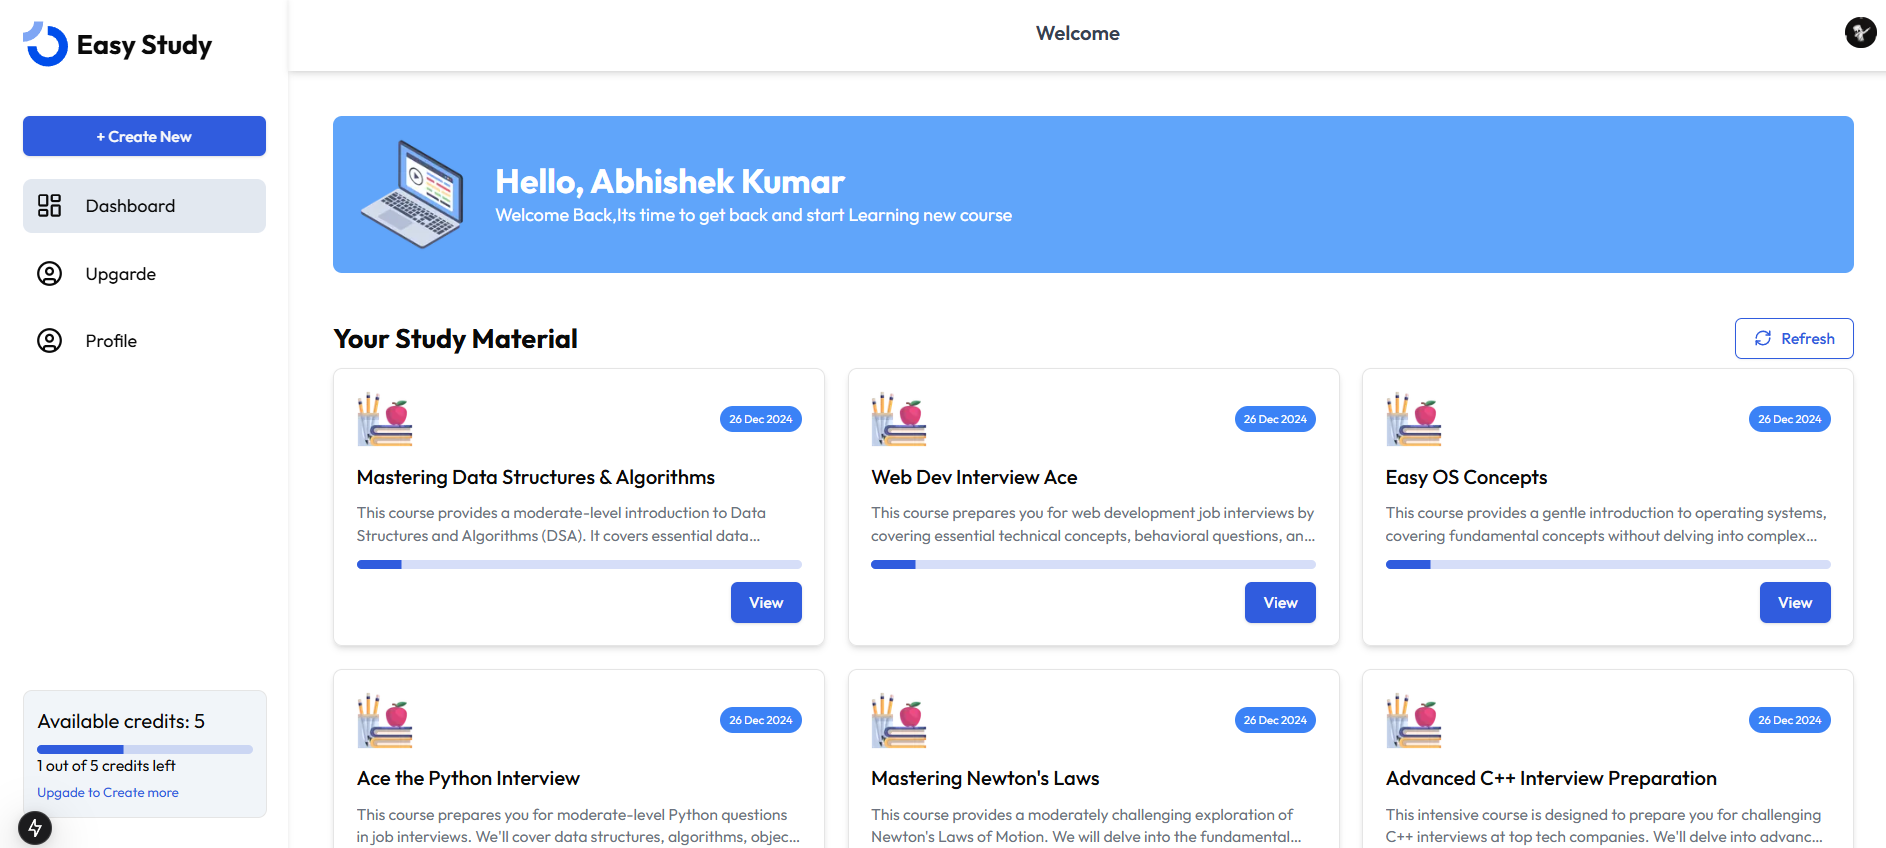 Easy Study
Welcome
+ Create New
Dashboard
Upgarde
Profile
Available credits: 5
1 out of 5 credits left
Upgade to Create more
Hello, Abhishek Kumar
Welcome Back,Its time to get back and start Learning new course
Your Study Material
Refresh
26 Dec 2024
Mastering Data Structures & Algorithms
This course provides a moderate-level introduction to Data
Structures and Algorithms (DSA). It covers essential data...
View
26 Dec 2024
Web Dev Interview Ace
This course prepares you for web development job interviews by
covering essential technical concepts, behavioral questions, an...
View
26 Dec 2024
Easy OS Concepts
This course provides a gentle introduction to operating systems,
covering fundamental concepts without delving into complex...
View
26 Dec 2024
Ace the Python Interview
This course prepares you for moderate-level Python questions
in job interviews. We'll cover data structures, algorithms, objec...
26 Dec 2024
Mastering Newton's Laws
This course provides a moderately challenging exploration of
Newton's Laws of Motion. We will delve into the fundamental...
26 Dec 2024
Advanced C++ Interview Preparation
This intensive course is designed to prepare you for challenging
C++ interviews at top tech companies. We'll delve into advanc...